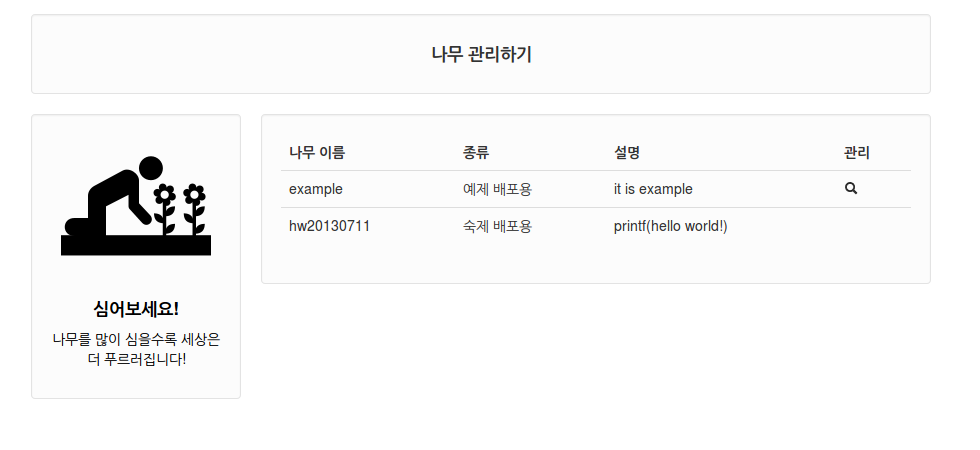 나무 관리하기
심어보세요!
나무를 많이 심을수록 세상은
더 푸르러집니다!
나무 이름 종류 설명 관리
example 예제 배포용 it is example
hw20130711 숙제 배포용 printf(hello world!)